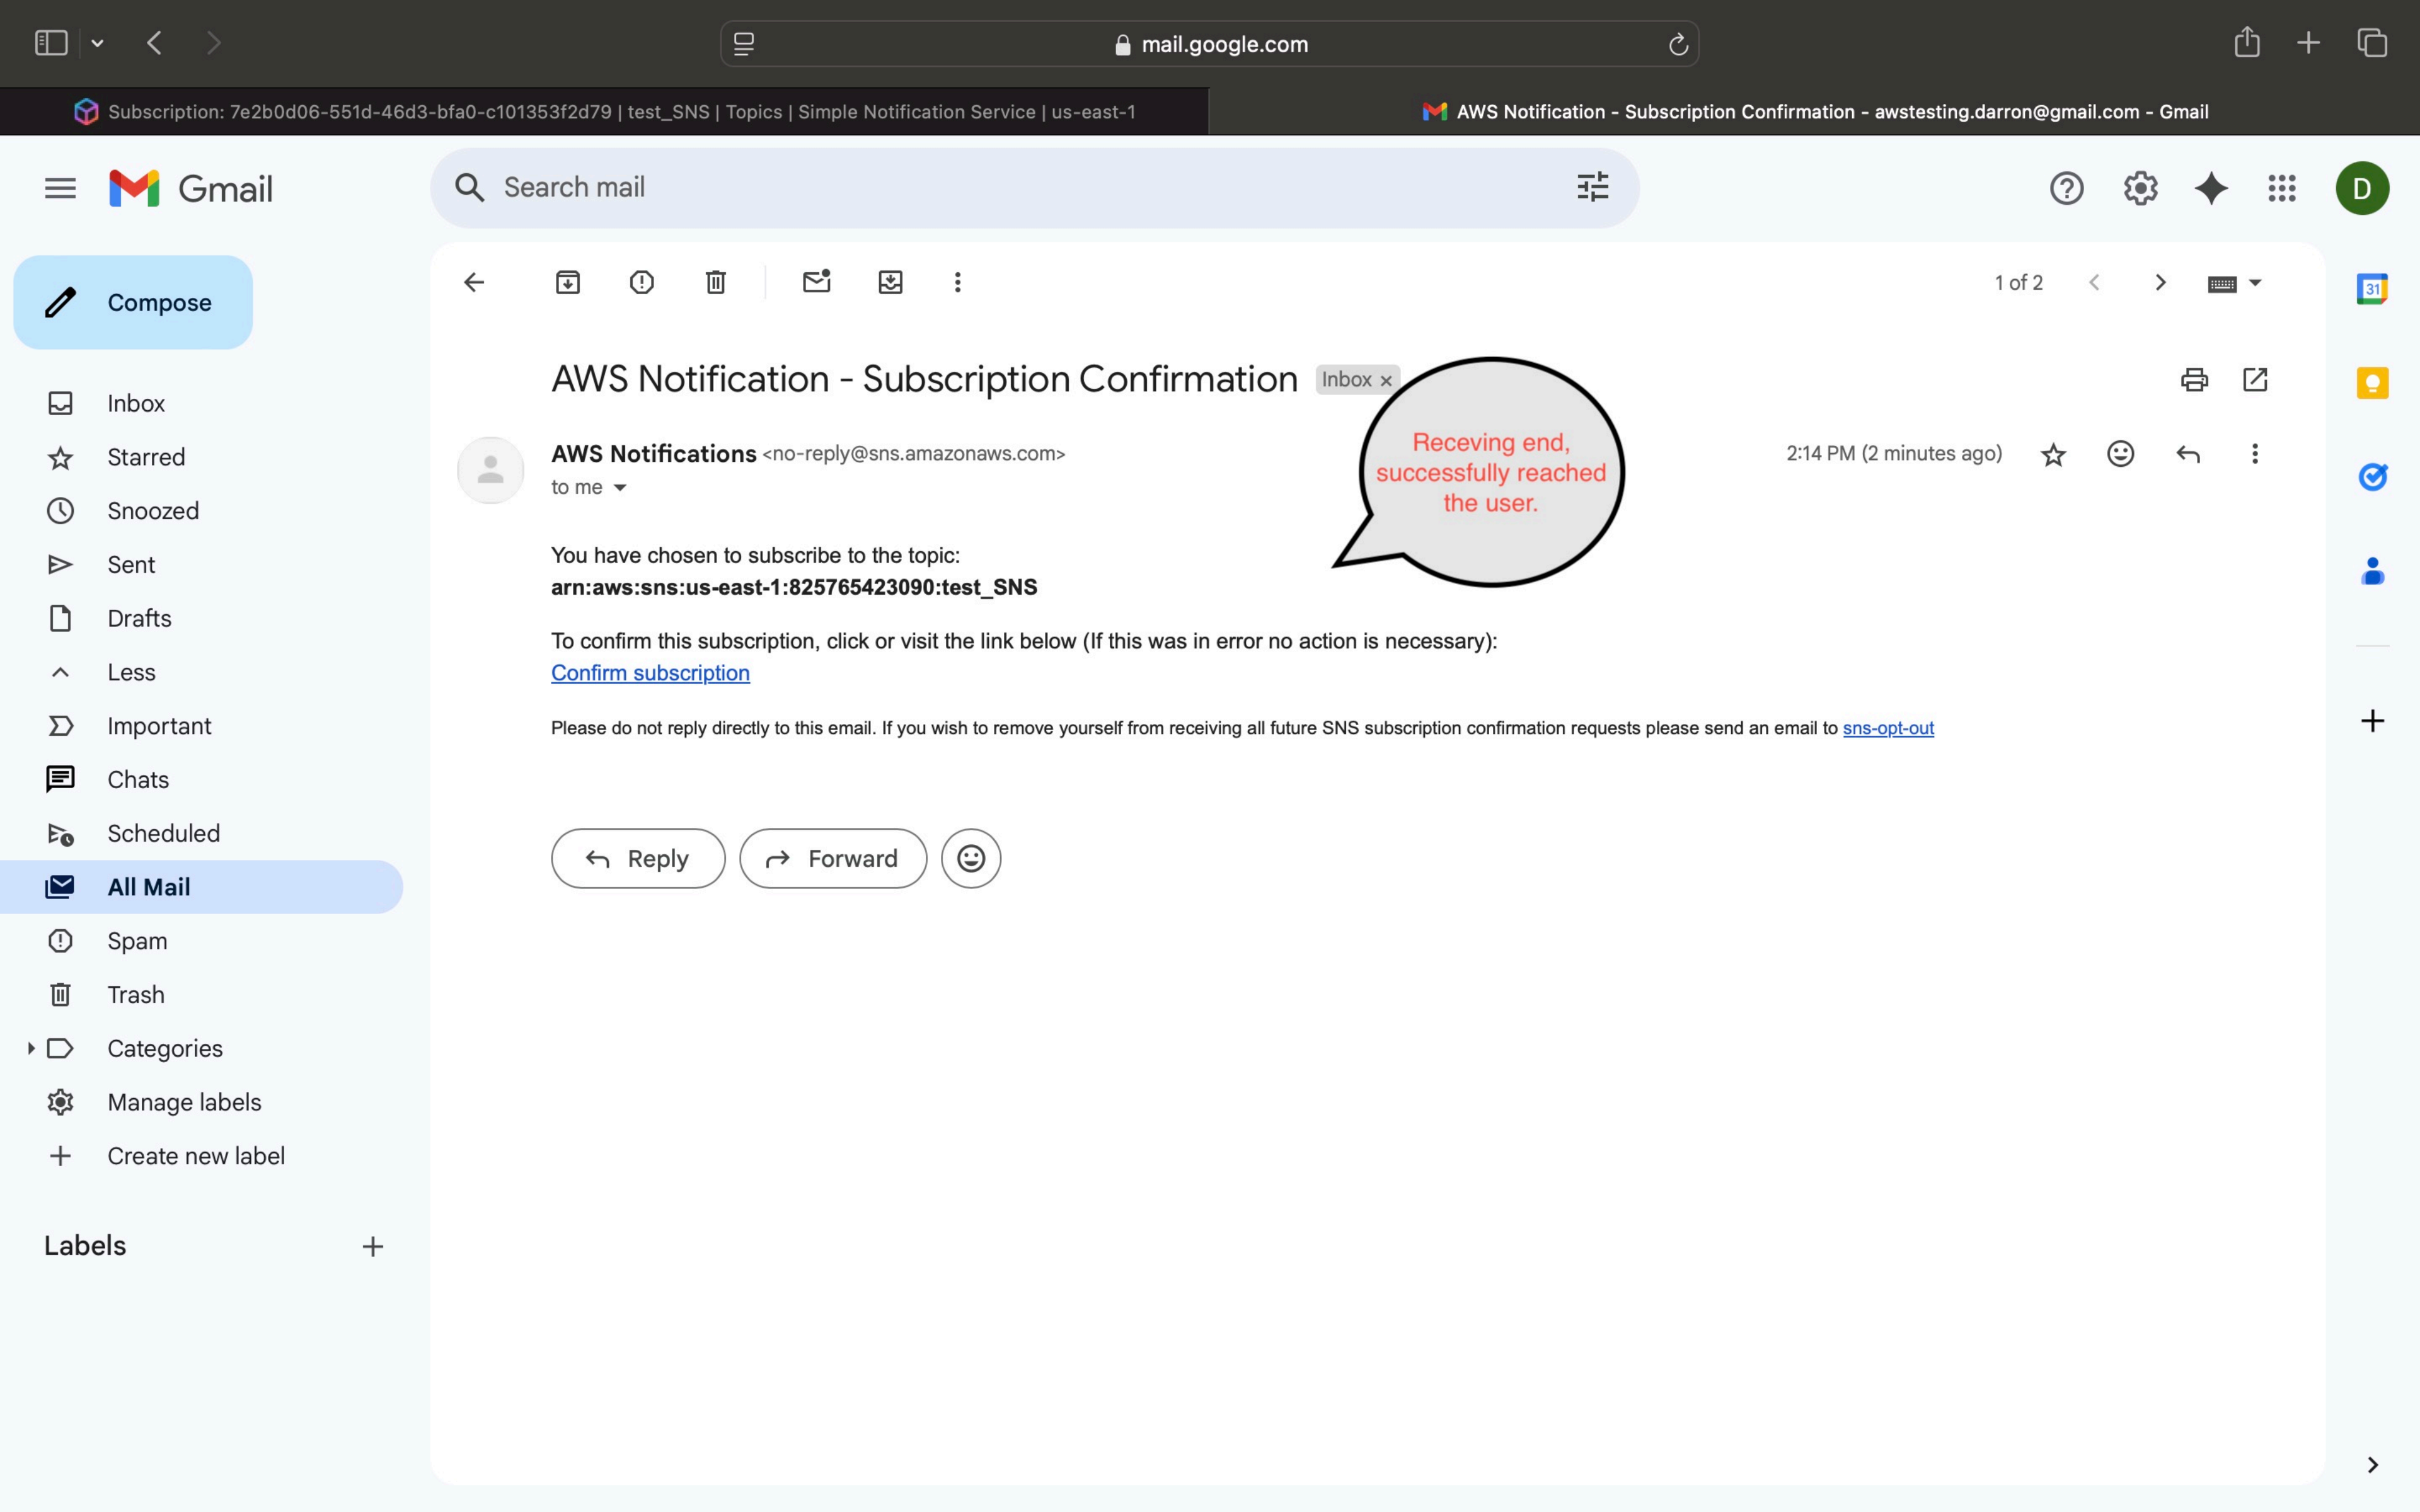 mail.google.com
Subscription: 7e2b0d06-551d-46d3-bfa0-c101353f2d79 | test_SNS | Topics | Simple Notification Service | us-east-1
AWS Notification - Subscription Confirmation - awstesting.darron@gmail.com - Gmail
Gmail
Search mail
D
Compose
1 of 2
31
AWS Notification - Subscription Confirmation
Inbox ×
Inbox
Starred
Snoozed
Sent
Drafts
Less
Important
Chats
Scheduled
All Mail
Spam
Trash
Categories
Manage labels
Create new label
Labels
AWS Notifications <no-reply@sns.amazonaws.com>
to me
2:14 PM (2 minutes ago)
Receving end,
successfully reached
the user.
You have chosen to subscribe to the topic:
arn:aws:sns:us-east-1:825765423090:test_SNS
To confirm this subscription, click or visit the link below (If this was in error no action is necessary):
Confirm subscription
Please do not reply directly to this email. If you wish to remove yourself from receiving all future SNS subscription confirmation requests please send an email to sns-opt-out
Reply
Forward